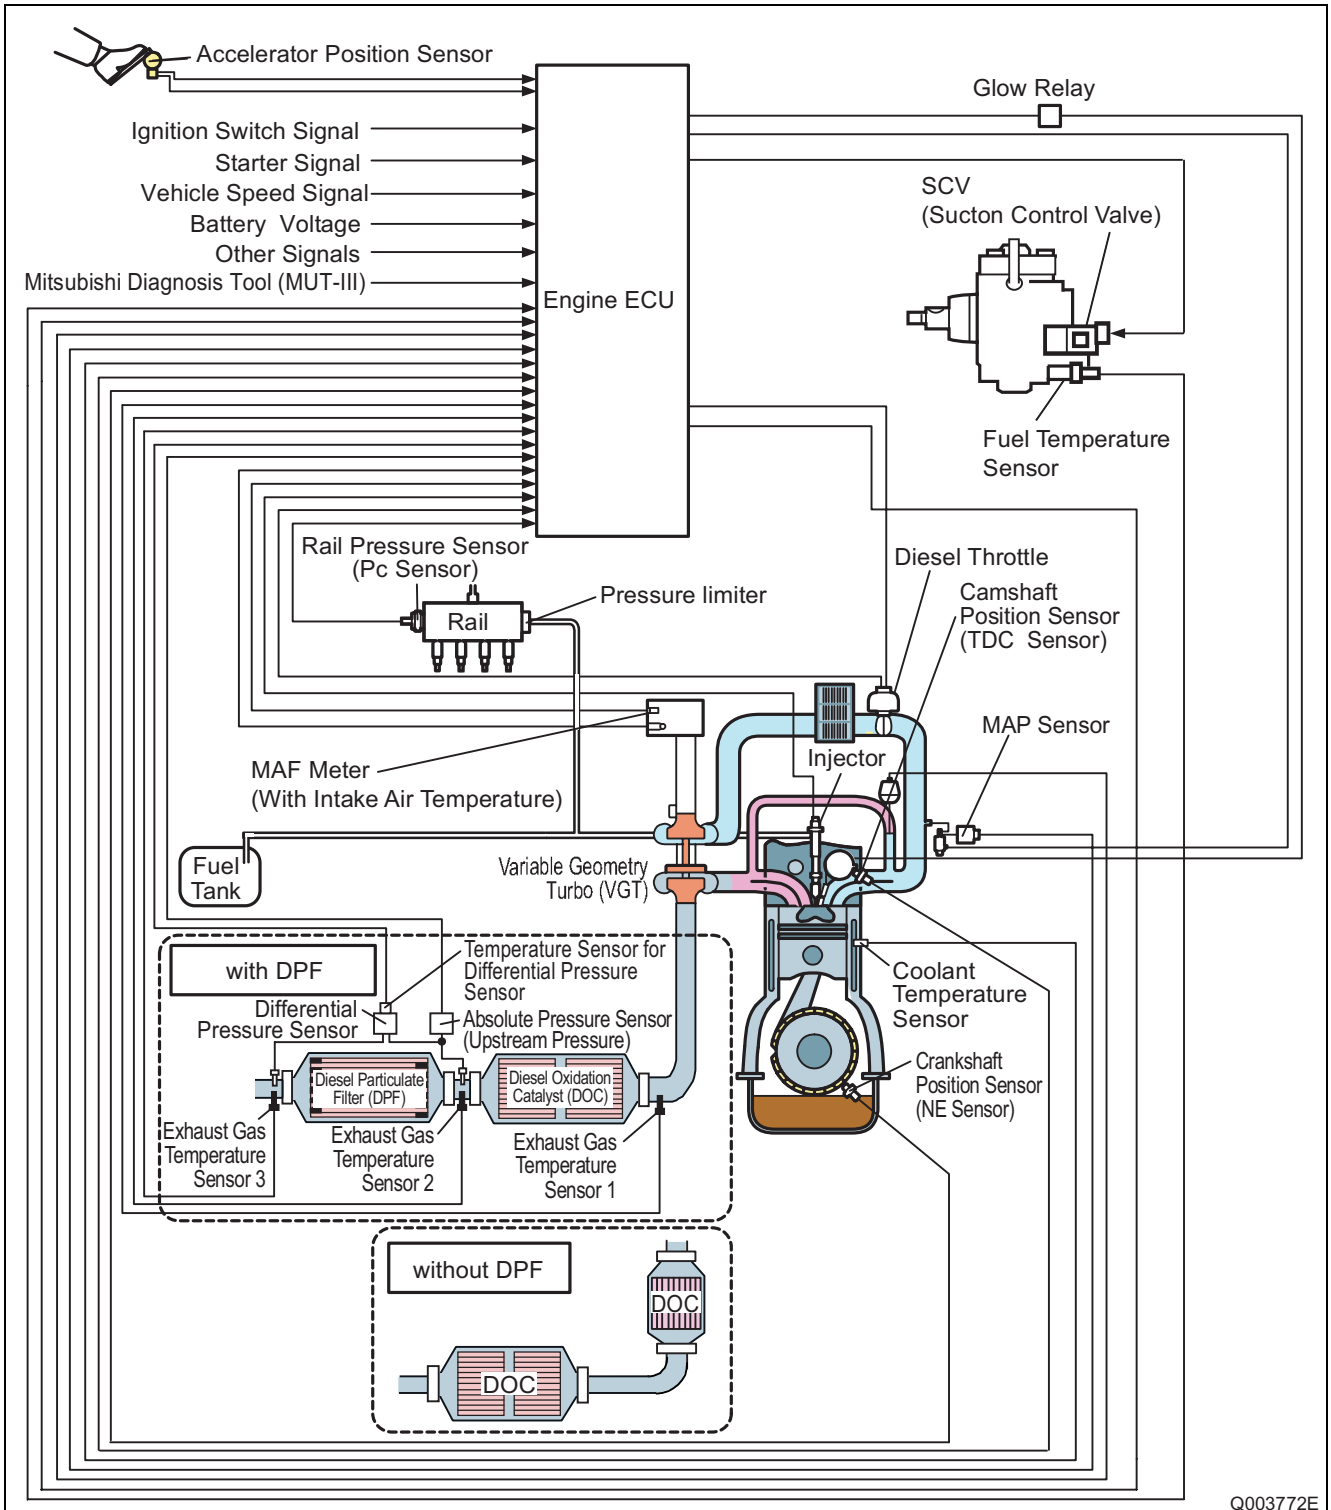 Accelerator Position Sensor
Glow Relay
Ignition Switch Signal
Starter Signal
Vehicle Speed Signal
Battery Voltage
Other Signals
Mitsubishi Diagnosis Tool (MUT-III)
Engine ECU
SCV
(Sucton Control Valve)
Fuel Temperature
Sensor
Rail Pressure Sensor
(Pc Sensor)
Rail
Pressure limiter
Diesel Throttle
Camshaft
Position Sensor
(TDC Sensor)
MAP Sensor
MAF Meter
(With Intake Air Temperature)
Injector
Fuel
Tank
Variable Geometry
Turbo (VGT)
with DPF
Temperature Sensor for
Differential Pressure
Sensor
Differential
Pressure Sensor
Absolute Pressure Sensor
(Upstream Pressure)
Coolant
Temperature
Sensor
Diesel Particulate
Filter (DPF)
Diesel Oxidation
Catalyst (DOC)
Crankshaft
Position Sensor
(NE Sensor)
Exhaust Gas
Temperature
Sensor 3
Exhaust Gas
Temperature
Sensor 2
Exhaust Gas
Temperature
Sensor 1
without DPF
DOC
DOC
Q003772E